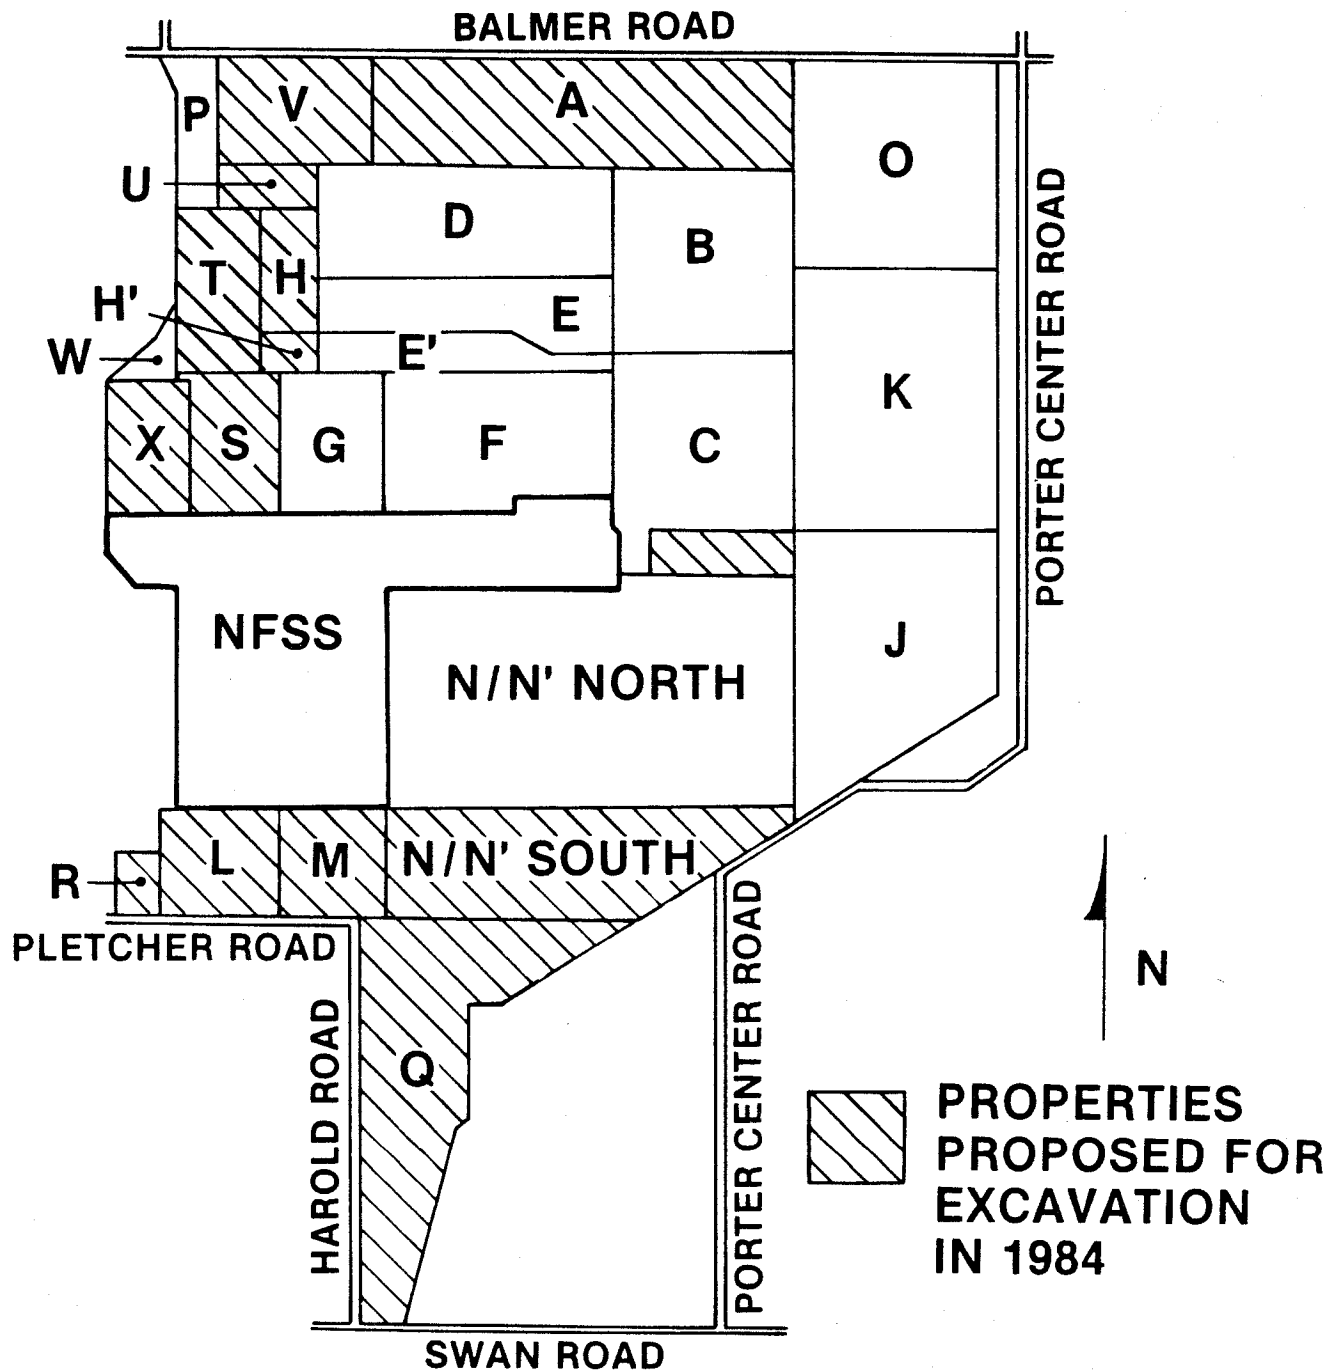 BALMER ROAD
P
V
A
O
U
D
B
T
H
H'
E
E'
W
K
X
S
G
F
C
PORTER CENTER ROAD
NFSS
N/N' NORTH
J
R
L
M
N/N' SOUTH
PLETCHER ROAD
HAROLD ROAD
Q
PORTER CENTER ROAD
N
PROPERTIES
PROPOSED FOR
EXCAVATION
IN 1984
SWAN ROAD